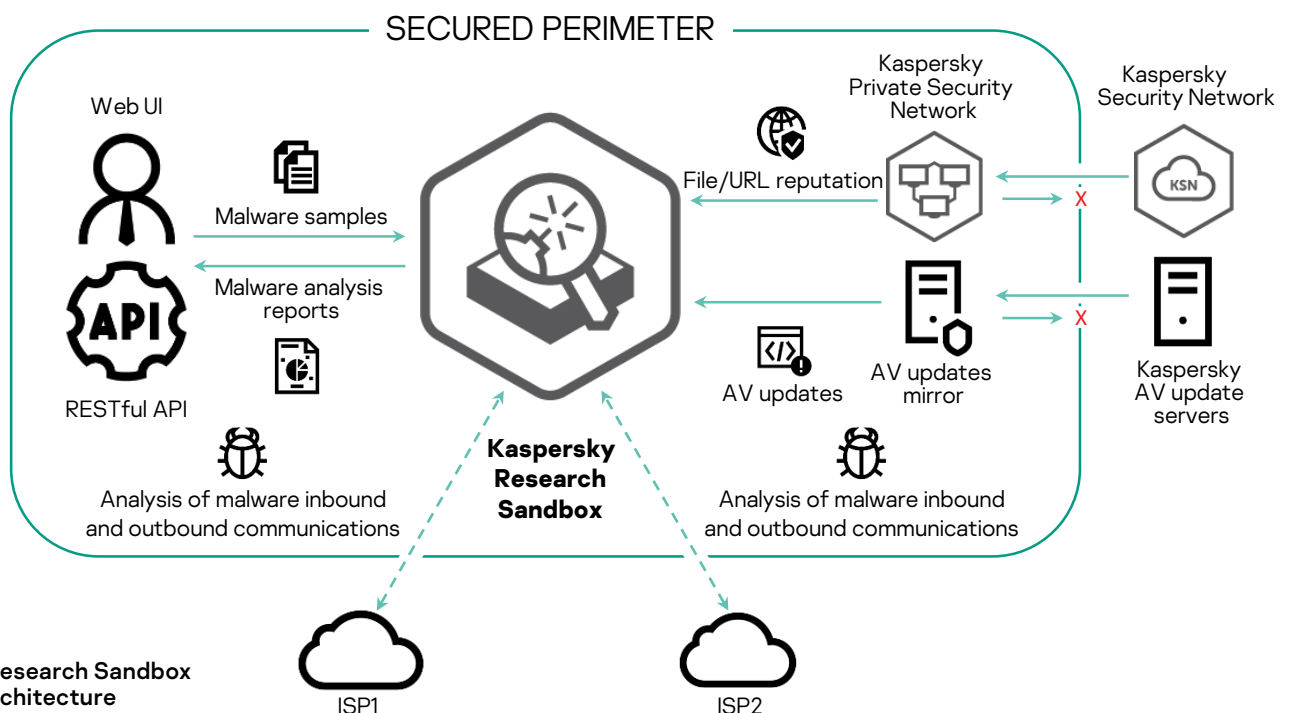 SECURED PERIMETER
Web UI
Malware samples
Malware analysis
reports
API
RESTful API
File/URL reputation
Kaspersky
Private Security
Network
Kaspersky
Security Network
KSN
X
X
AV updates
AV updates
mirror
Kaspersky
AV update
servers
Kaspersky
Research
Sandbox
Analysis of malware inbound
and outbound communications
Analysis of malware inbound
and outbound communications
esearch Sandbox
chitecture
ISP1
ISP2